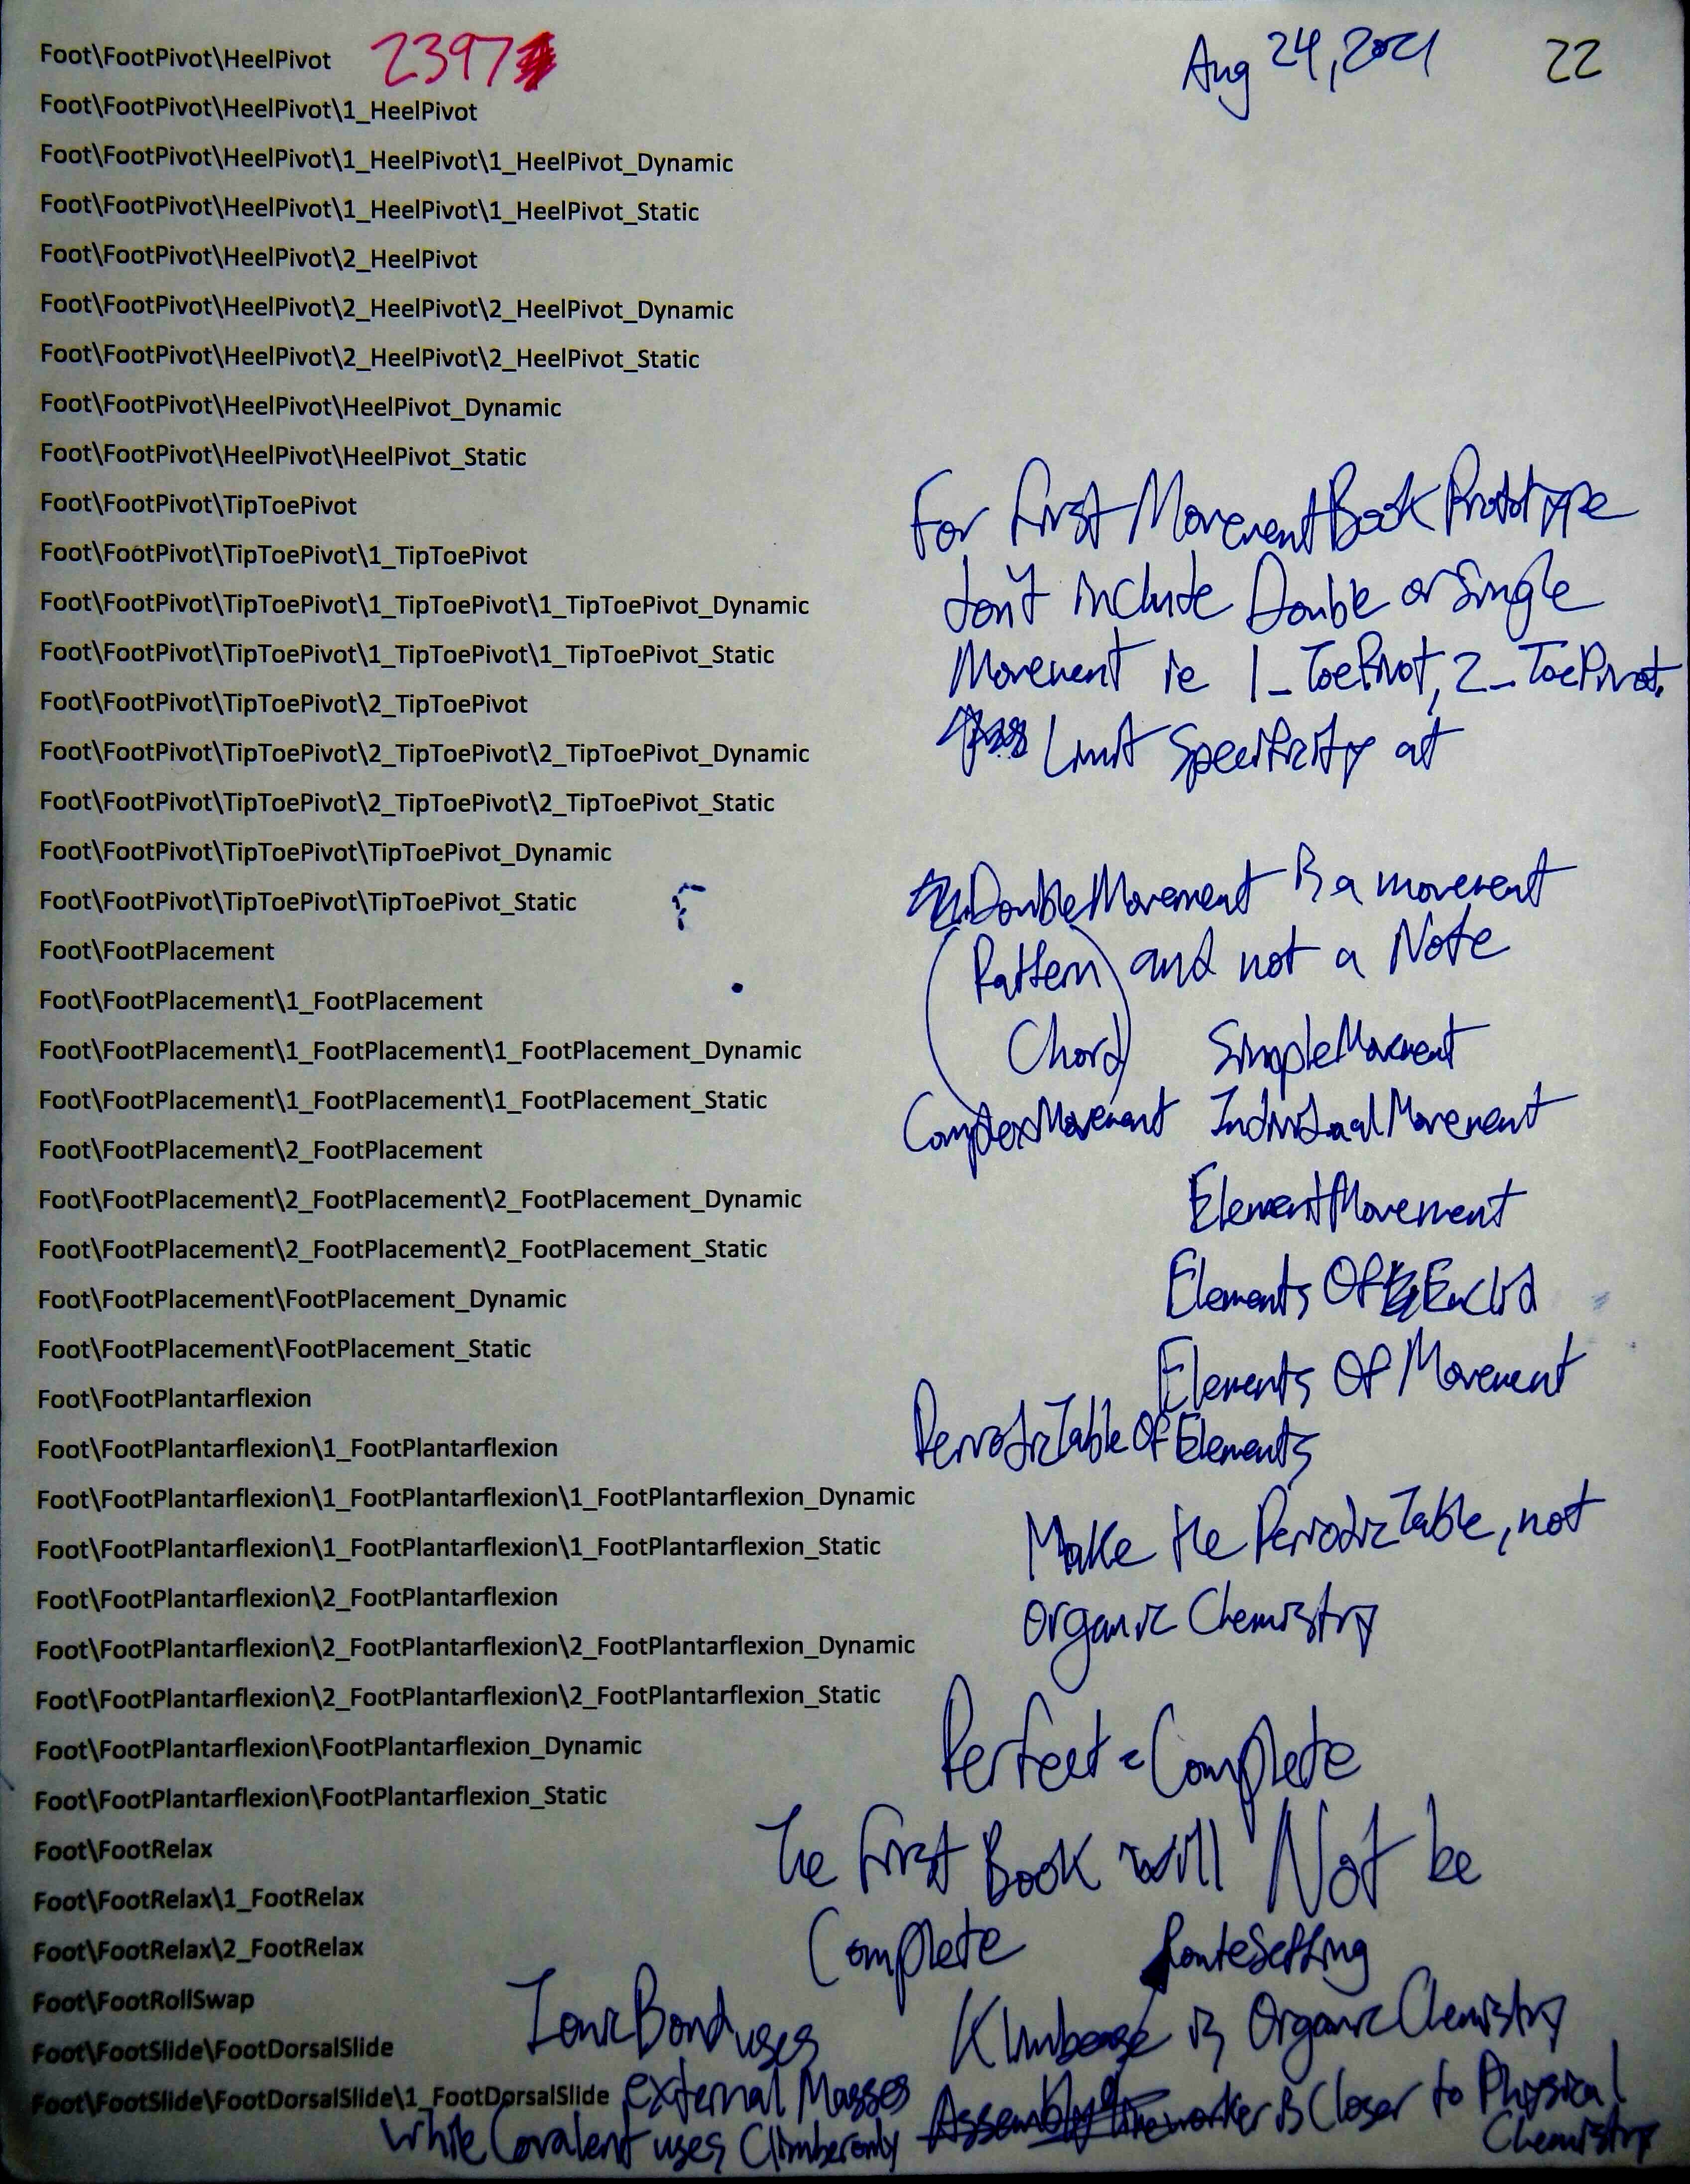 Foot\FootPivot\HeelPivot 2397 Aug 24, 2021 22
Foot\FootPivot\HeelPivot\1_HeelPivot
Foot\FootPivot\HeelPivot\1_HeelPivot\1_HeelPivot_Dynamic
Foot\FootPivot\HeelPivot\1_HeelPivot\1_HeelPivot_Static
Foot\FootPivot\HeelPivot\2_HeelPivot
Foot\FootPivot\HeelPivot\2_HeelPivot\2_HeelPivot_Dynamic
Foot\FootPivot\HeelPivot\2_HeelPivot\2_HeelPivot_Static
Foot\FootPivot\HeelPivot\HeelPivot_Dynamic
Foot\FootPivot\HeelPivot\HeelPivot_Static
Foot\FootPivot\TipToePivot
Foot\FootPivot\TipToePivot\1_TipToePivot
Foot\FootPivot\TipToePivot\1_TipToePivot\1_TipToePivot_Dynamic
Foot\FootPivot\TipToePivot\1_TipToePivot\1_TipToePivot_Static
Foot\FootPivot\TipToePivot\2_TipToePivot
Foot\FootPivot\TipToePivot\2_TipToePivot\2_TipToePivot_Dynamic
Foot\FootPivot\TipToePivot\2_TipToePivot\2_TipToePivot_Static
Foot\FootPivot\TipToePivot\TipToePivot_Dynamic
Foot\FootPivot\TipToePivot\TipToePivot_Static
Foot\FootPlacement
Foot\FootPlacement\1_FootPlacement
Foot\FootPlacement\1_FootPlacement\1_FootPlacement_Dynamic
Foot\FootPlacement\1_FootPlacement\1_FootPlacement_Static
Foot\FootPlacement\2_FootPlacement
Foot\FootPlacement\2_FootPlacement\2_FootPlacement_Dynamic
Foot\FootPlacement\2_FootPlacement\2_FootPlacement_Static
Foot\FootPlacement\FootPlacement_Dynamic
Foot\FootPlacement\FootPlacement_Static
Foot\FootPlantarflexion
Foot\FootPlantarflexion\1_FootPlantarflexion
Foot\FootPlantarflexion\1_FootPlantarflexion\1_FootPlantarflexion_Dynamic
Foot\FootPlantarflexion\1_FootPlantarflexion\1_FootPlantarflexion_Static
Foot\FootPlantarflexion\2_FootPlantarflexion
Foot\FootPlantarflexion\2_FootPlantarflexion\2_FootPlantarflexion_Dynamic
Foot\FootPlantarflexion\2_FootPlantarflexion\2_FootPlantarflexion_Static
Foot\FootPlantarflexion\FootPlantarflexion_Dynamic
Foot\FootPlantarflexion\FootPlantarflexion_Static
Foot\FootRelax
Foot\FootRelax\1_FootRelax
Foot\FootRelax\2_FootRelax
Foot\FootRollSwap
Foot\FootSlide\FootDorsalSlide
Foot\FootSlide\FootDorsalSlide\1_FootDorsalSlide
For First MovementBook Prototype
don't include Double or Single
Movement ie 1_ToePivot, 2_ToePivot.
Limit Specificity at
DoubleMovement is a movement
(Pattern) and not a Note
Chord SimpleMovement
ComplexMovement IndividualMovement
ElementMovement
Elements Of Euclid
Elements Of Movement
PeriodicTableOfElements
Make the PeriodicTable, not
Organic Chemistry
Perfect = Complete
The First Book will Not be
Complete RouteSetting
IonicBond uses
external Masses
while Covalent uses Climber only
is Organic Chemistry
Assembly line worker is Closer to Physical
Chemistry